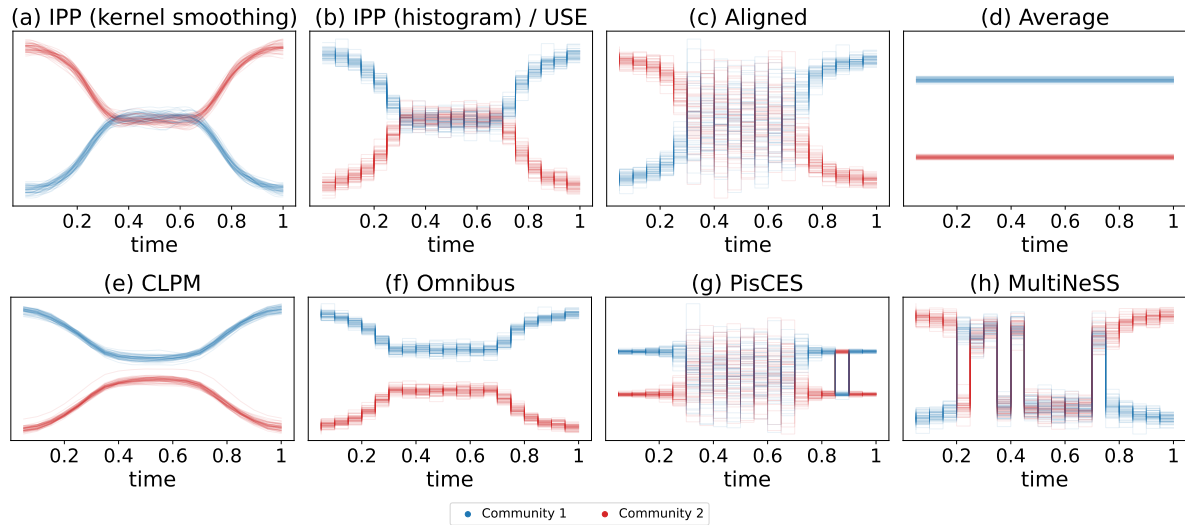 (a) IPP (kernel smoothing)
(b) IPP (histogram) / USE
(c) Aligned
(d) Average
0.2 0.4 0.6 0.8 1
0.2 0.4 0.6 0.8 1
0.2 0.4 0.6 0.8 1
0.2 0.4 0.6 0.8 1
time
time
time
time
(e) CLPM
(f) Omnibus
(g) PisCES
(h) MultiNeSS
0.2 0.4 0.6 0.8 1
0.2 0.4 0.6 0.8 1
0.2 0.4 0.6 0.8 1
0.2 0.4 0.6 0.8 1
time
time
time
time
Community 1
Community 2